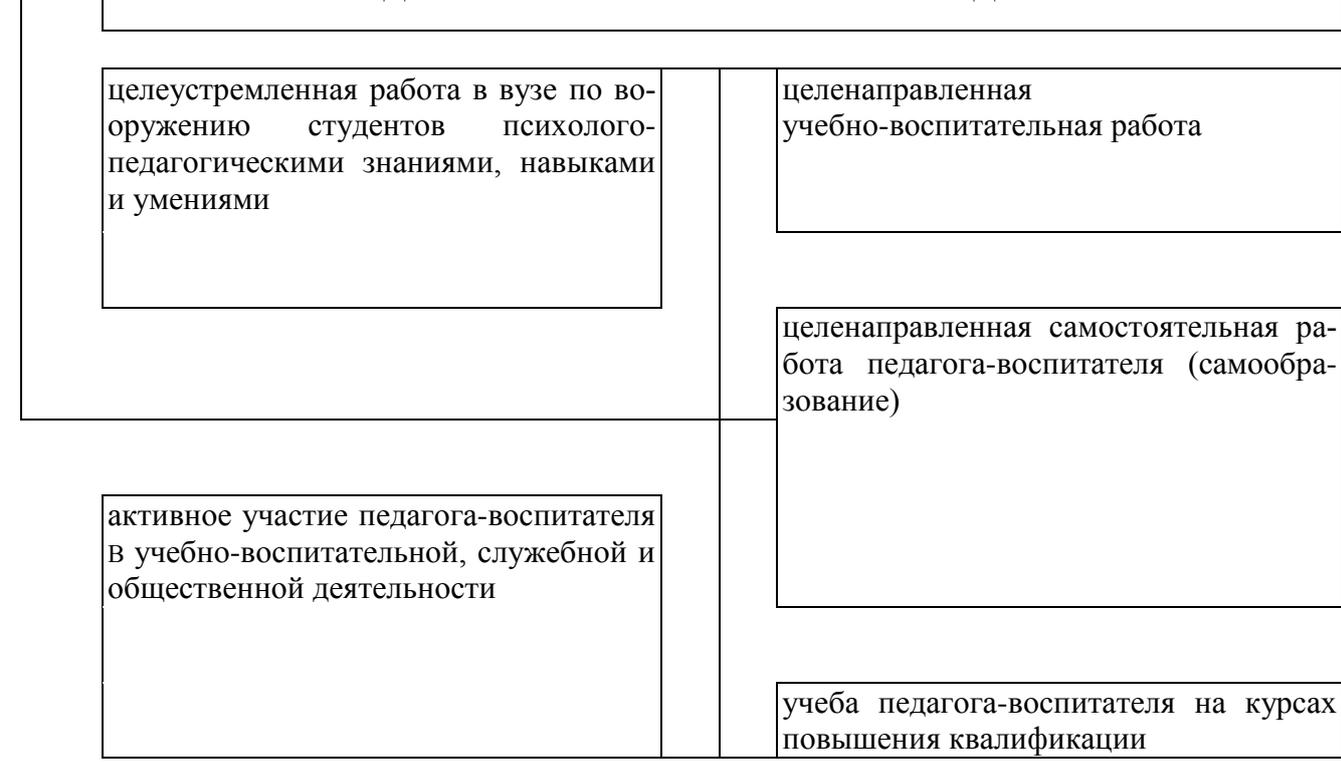 целеустремленная работа в вузе по во-
оружению студентов психолого-
педагогическими знаниями, навыками
и умениями
целенаправленная
учебно-воспитательная работа
целенаправленная самостоятельная ра-
бота педагога-воспитателя (самообра-
зование)
активное участие педагога-воспитателя
в учебно-воспитательной, служебной и
общественной деятельности
учеба педагога-воспитателя на курсах
повышения квалификации